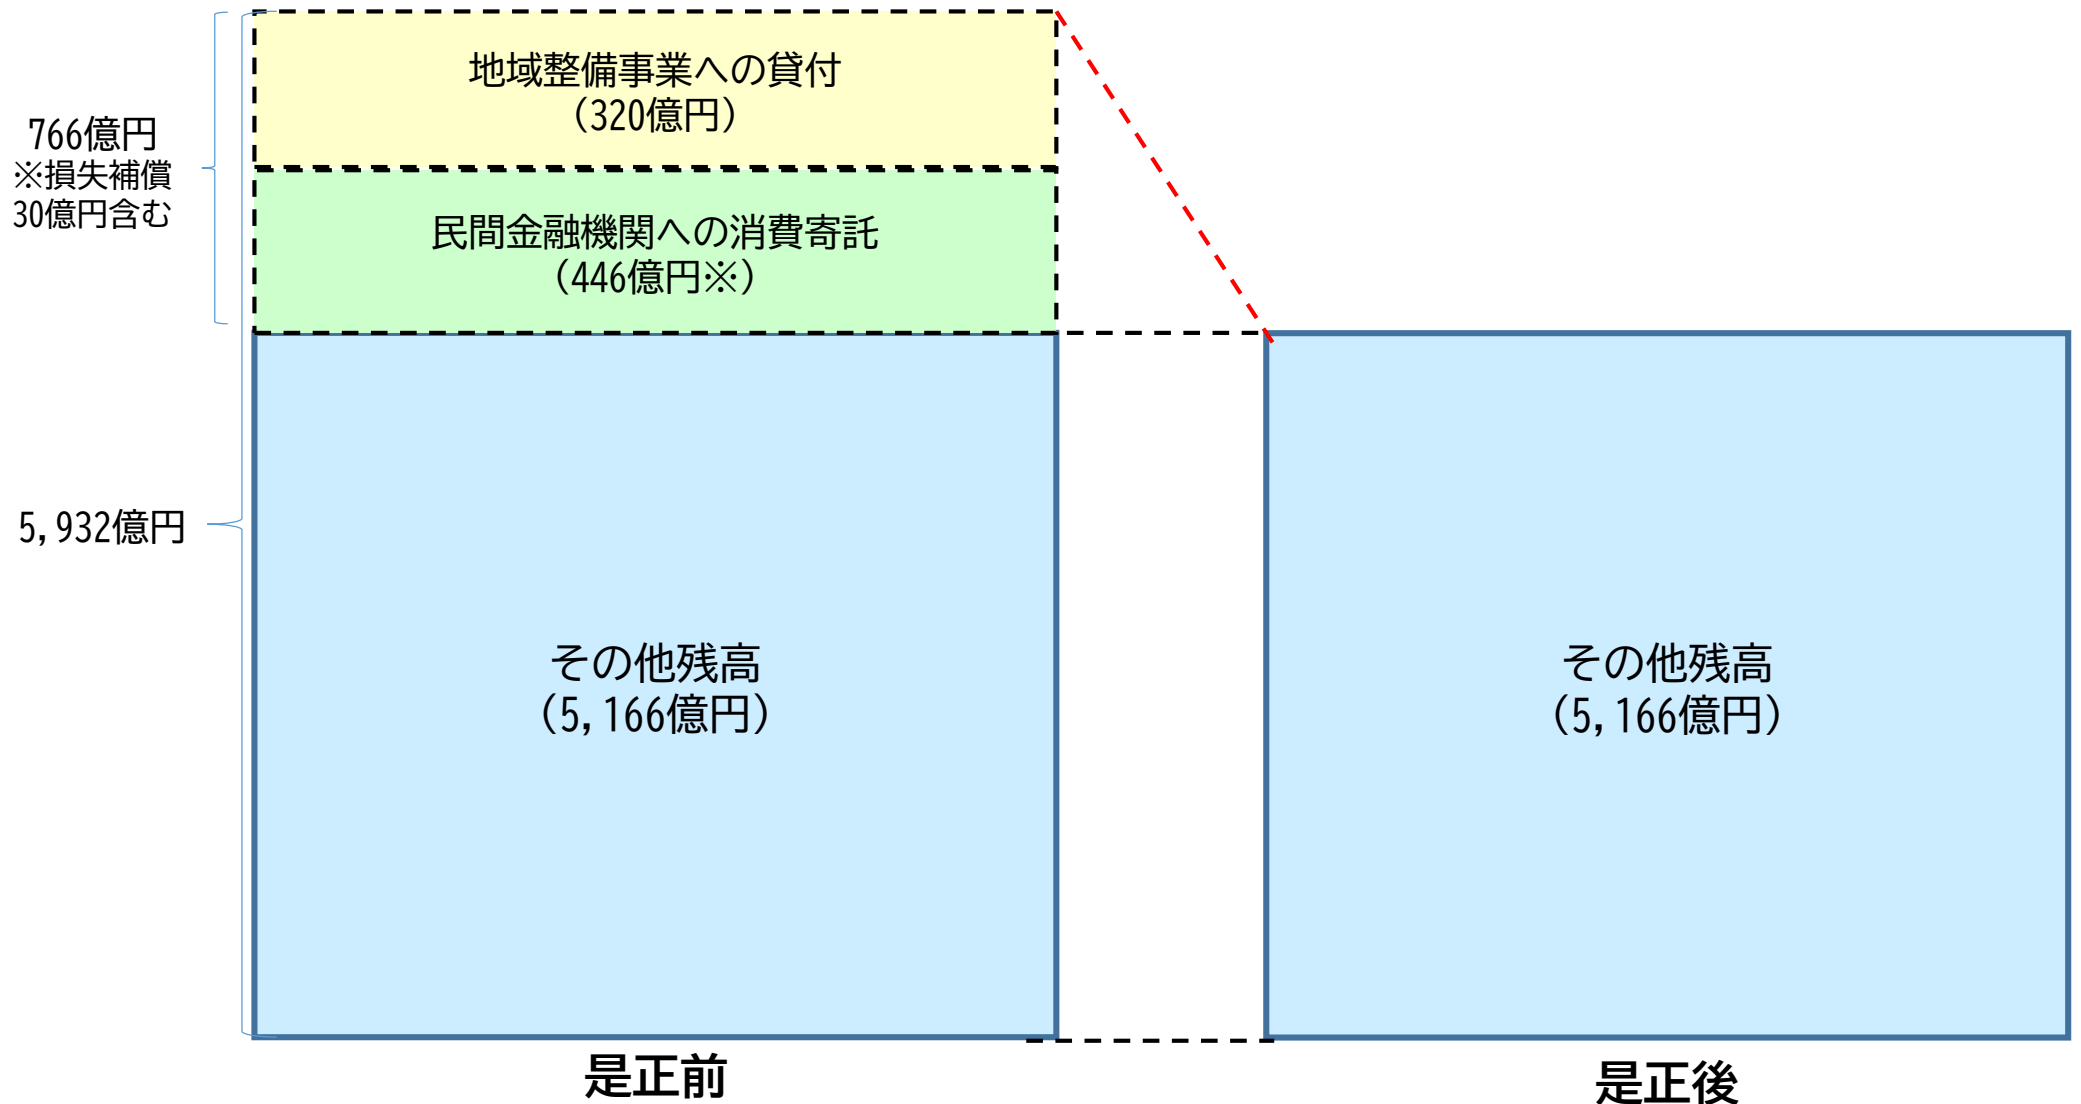 地域整備事業への貸付
(320億円)
766億円
※損失補償
30億円含む
民間金融機関への消費寄託
(446億円※)
5,932億円
その他残高
(5,166億円)
その他残高
(5,166億円)
是正前
是正後